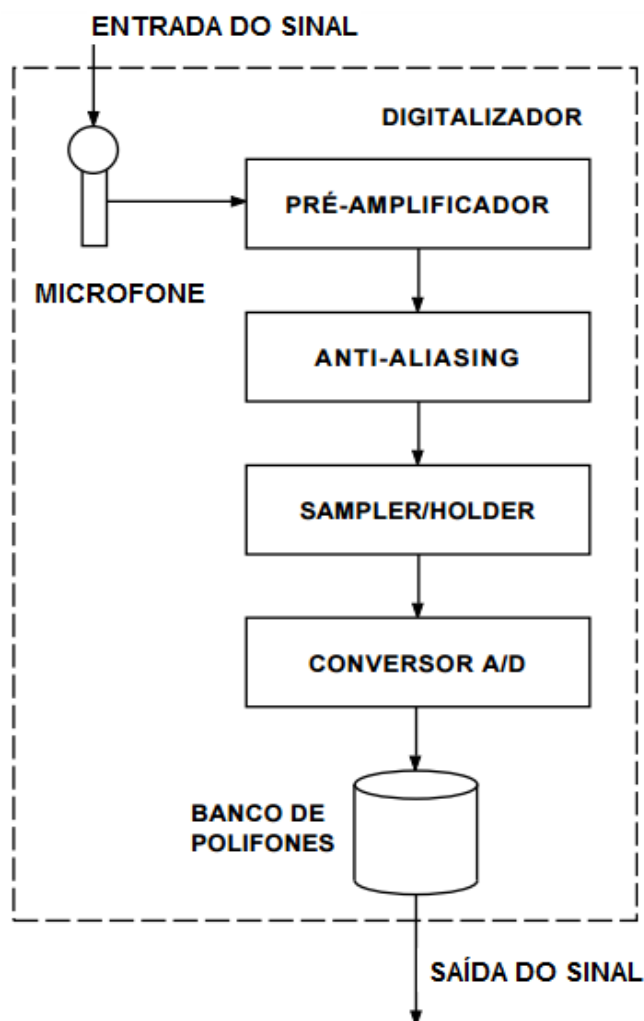 ENTRADA DO SINAL
DIGITALIZADOR
PRÉ-AMPLIFICADOR
MICROFONE
ANTI-ALIASING
SAMPLER/HOLDER
CONVERSOR A/D
BANCO DE
POLIFONES
SAÍDA DO SINAL